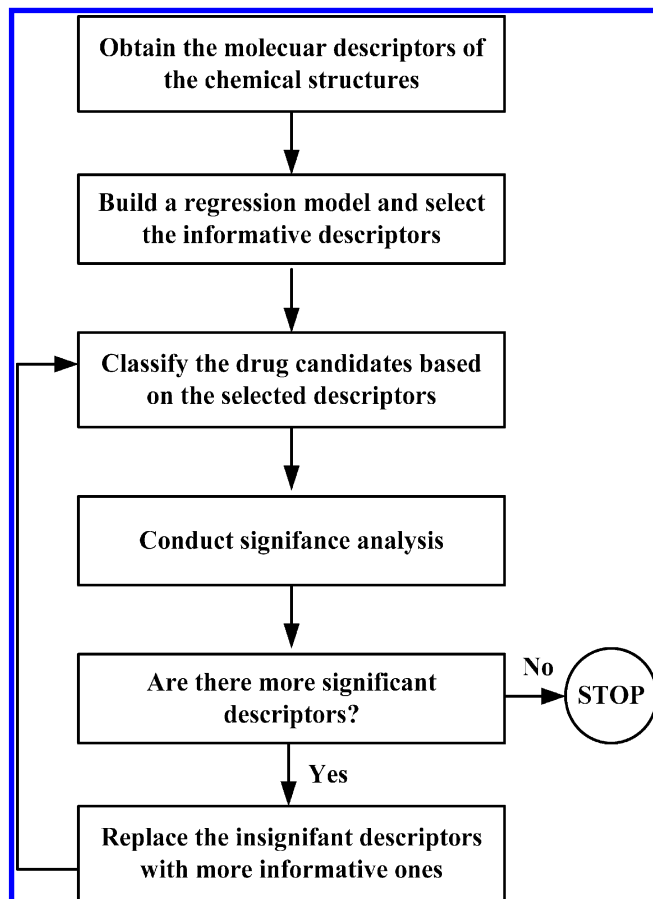 Obtain the molecuar descriptors of
the chemical structures
Build a regression model and select
the informative descriptors
Classify the drug candidates based
on the selected descriptors
Conduct signifance analysis
Are there more significant
descriptors?
No
STOP
Yes
Replace the insignifant descriptors
with more informative ones